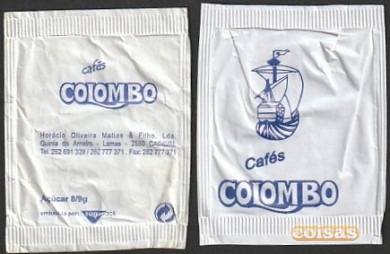 cafés
COLOMBO
Horácio Oliveira Matias & Filho, Lda.
Quinta do Arneiro - Lamas - 2550 CADAVAL
Tel. 262 691 339 / 262 777 371 . Fax: 262 777 371
Açúcar 8/9g
embalado por:
Cafés
COLOMBO
coisas